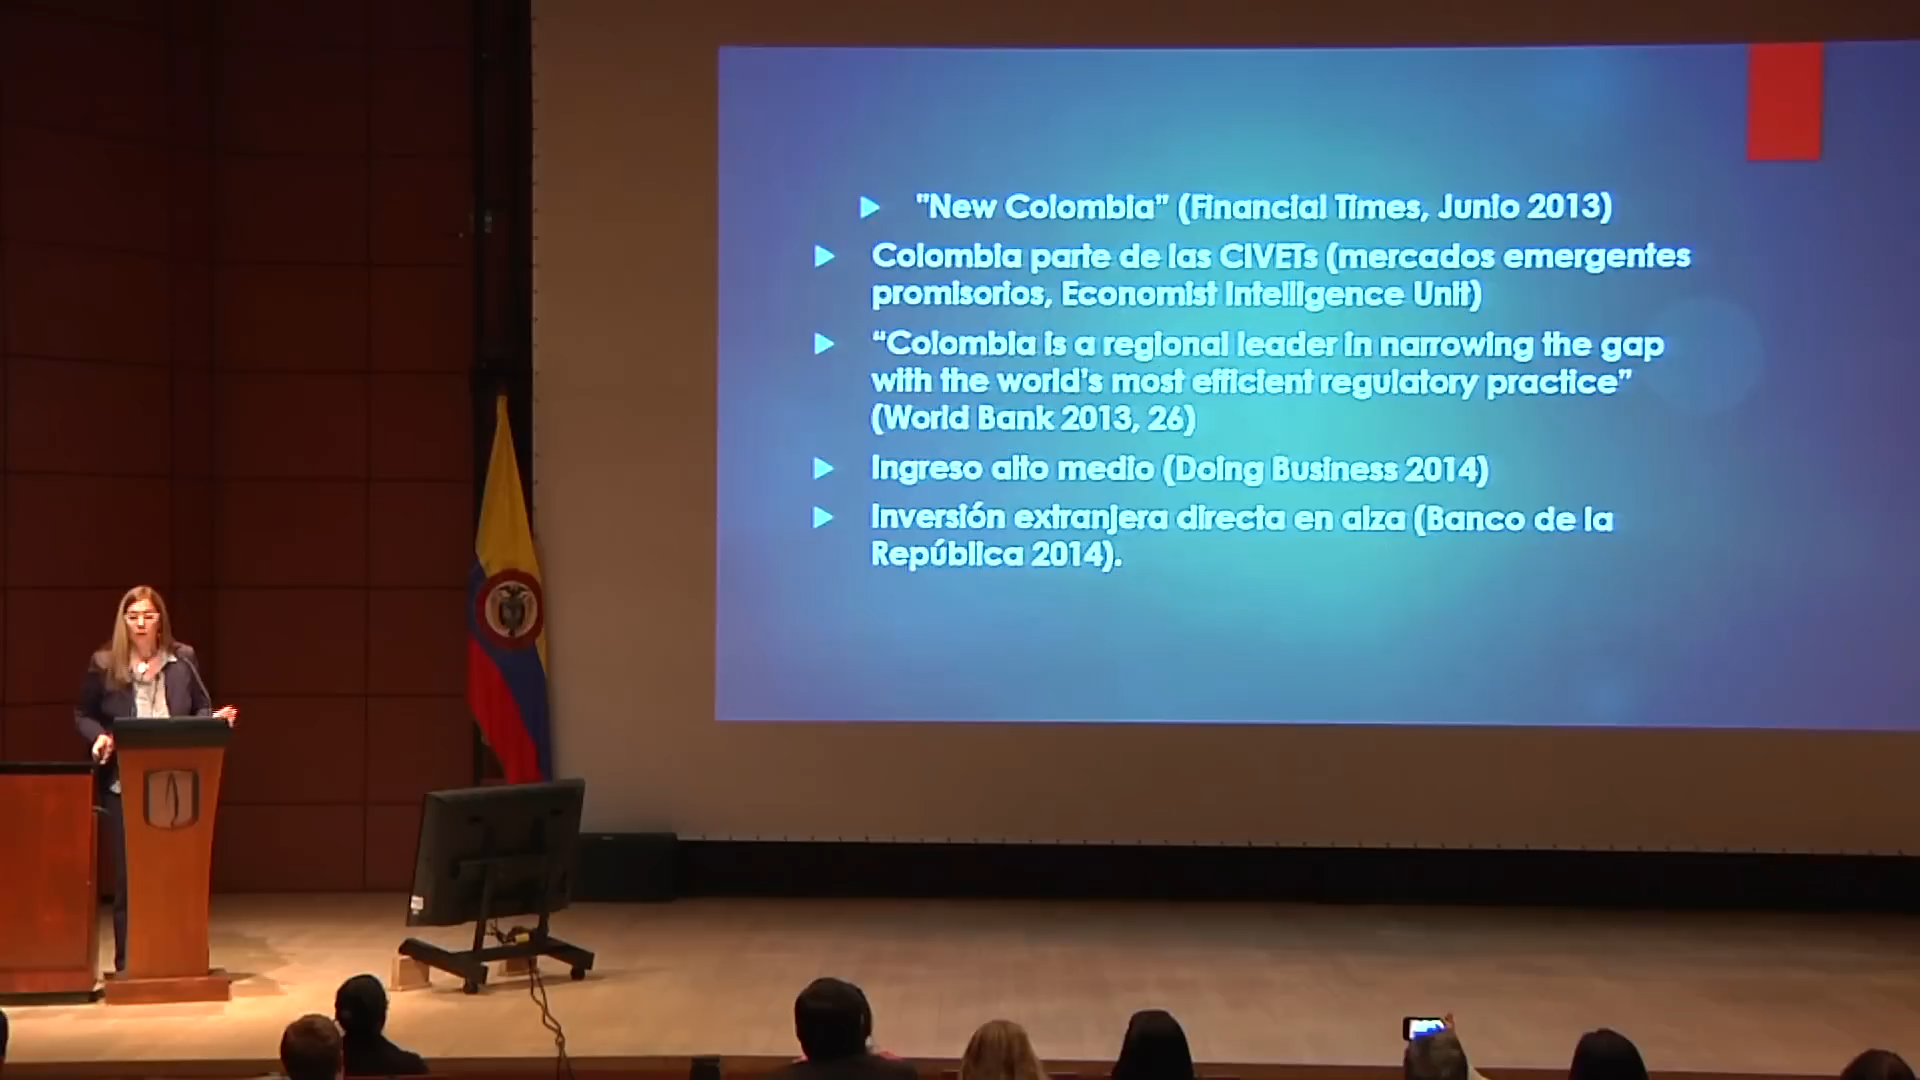 "New Colombia" (Financial Times, Junio 2013)
Colombia parte de las CIVETs (mercados emergentes
promisorios, Economist Intelligence Unit)
“Colombia is a regional leader in narrowing the gap
with the world's most efficient regulatory practice”
(World Bank 2013, 26)
Ingreso alto medio (Doing Business 2014)
Inversión extranjera directa en alza (Banco de la
República 2014).